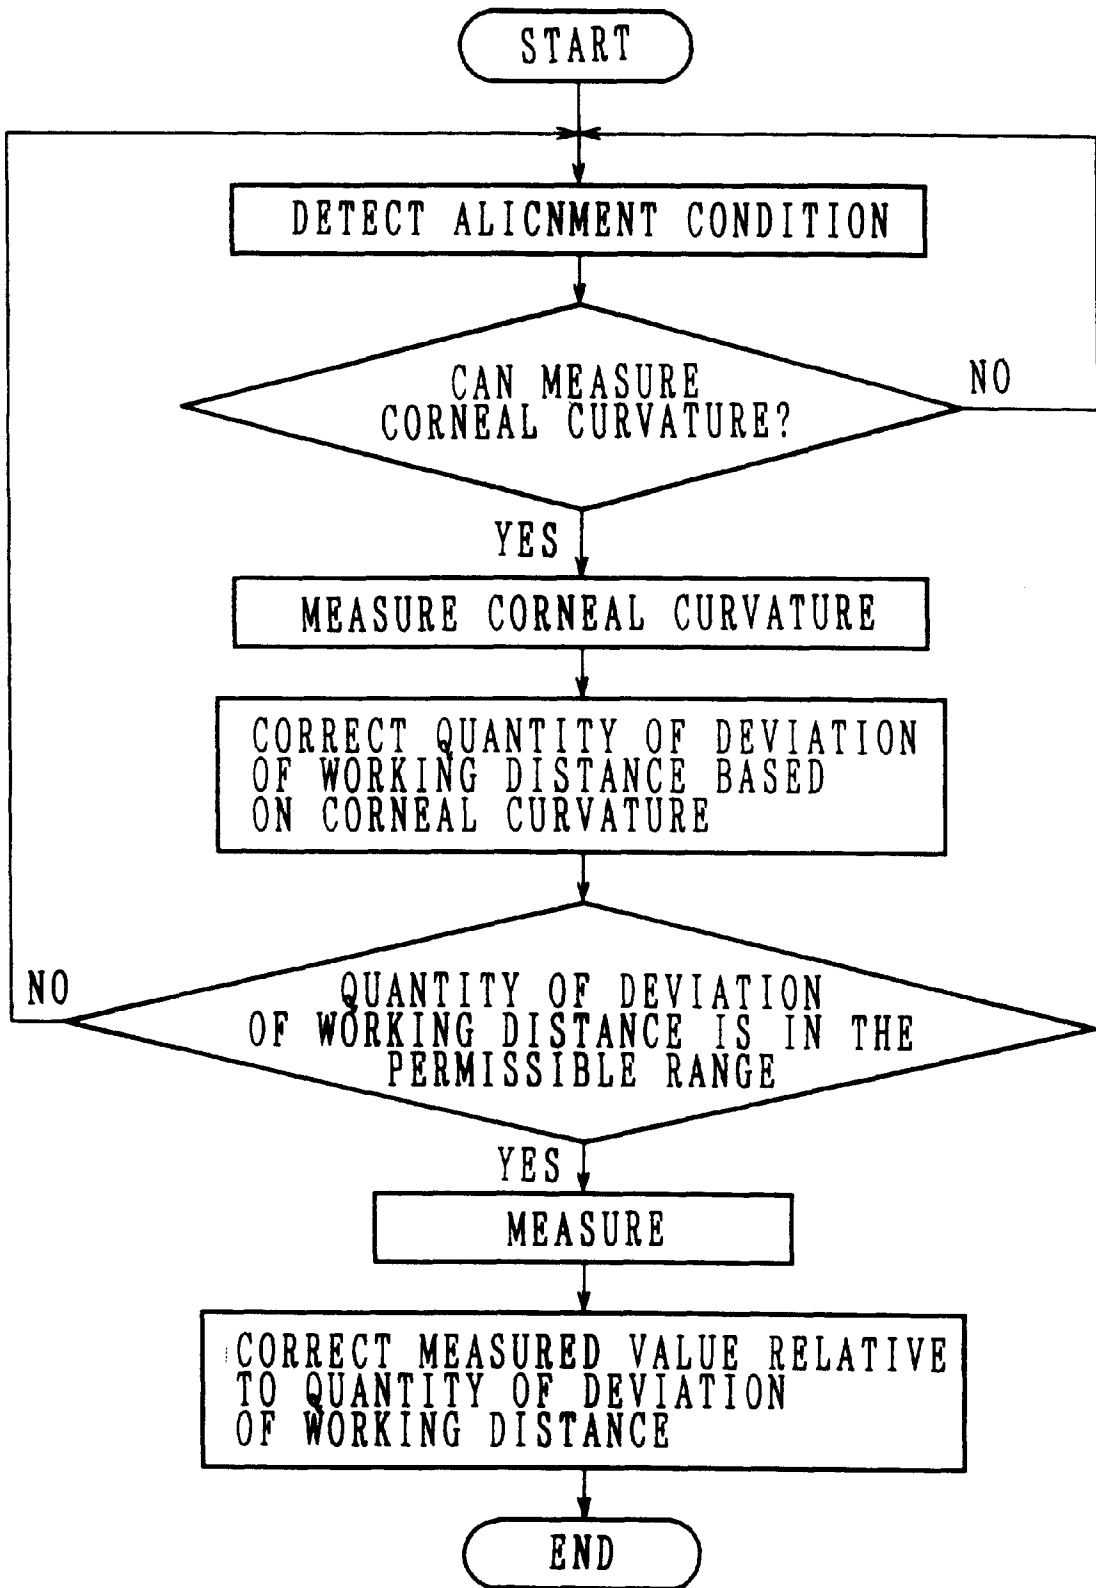 START
DETECT ALICNMENT CONDITION
CAN MEASURE
CORNEAL CURVATURE?
NO
YES
MEASURE CORNEAL CURVATURE
CORRECT QUANTITY OF DEVIATION
OF WORKING DISTANCE BASED
ON CORNEAL CURVATURE
NO
QUANTITY OF DEVIATION
OF WORKING DISTANCE IS IN THE
PERMISSIBLE RANGE
YES
MEASURE
CORRECT MEASURED VALUE RELATIVE
TO QUANTITY OF DEVIATION
OF WORKING DISTANCE
END